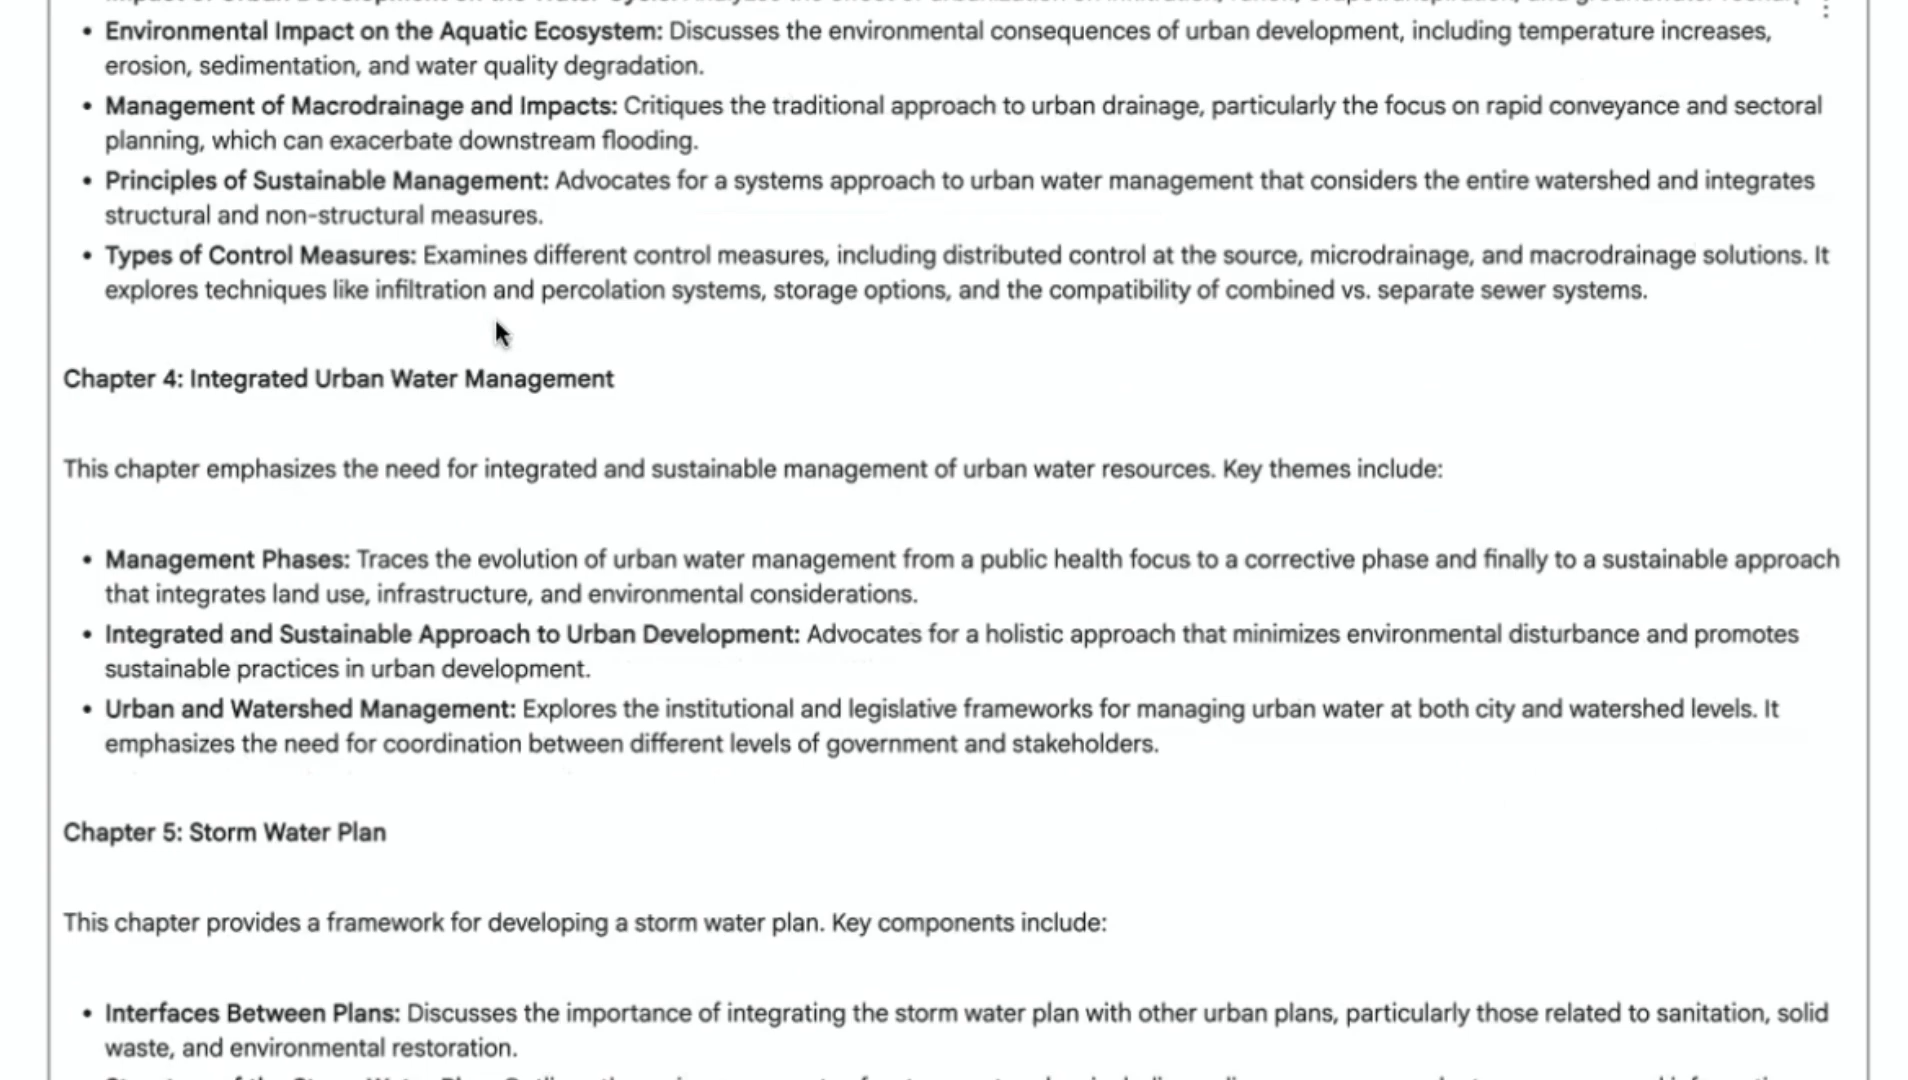 • Environmental Impact on the Aquatic Ecosystem: Discusses the environmental consequences of urban development, including temperature increases,
erosion, sedimentation, and water quality degradation.
• Management of Macrodrainage and Impacts: Critiques the traditional approach to urban drainage, particularly the focus on rapid conveyance and sectoral
planning, which can exacerbate downstream flooding.
• Principles of Sustainable Management: Advocates for a systems approach to urban water management that considers the entire watershed and integrates
structural and non-structural measures.
• Types of Control Measures: Examines different control measures, including distributed control at the source, microdrainage, and macrodrainage solutions. It
explores techniques like infiltration and percolation systems, storage options, and the compatibility of combined vs. separate sewer systems.
Chapter 4: Integrated Urban Water Management
This chapter emphasizes the need for integrated and sustainable management of urban water resources. Key themes include:
• Management Phases: Traces the evolution of urban water management from a public health focus to a corrective phase and finally to a sustainable approach
that integrates land use, infrastructure, and environmental considerations.
• Integrated and Sustainable Approach to Urban Development: Advocates for a holistic approach that minimizes environmental disturbance and promotes
sustainable practices in urban development.
• Urban and Watershed Management: Explores the institutional and legislative frameworks for managing urban water at both city and watershed levels. It
emphasizes the need for coordination between different levels of government and stakeholders.
Chapter 5: Storm Water Plan
This chapter provides a framework for developing a storm water plan. Key components include:
• Interfaces Between Plans: Discusses the importance of integrating the storm water plan with other urban plans, particularly those related to sanitation, solid
waste, and environmental restoration.